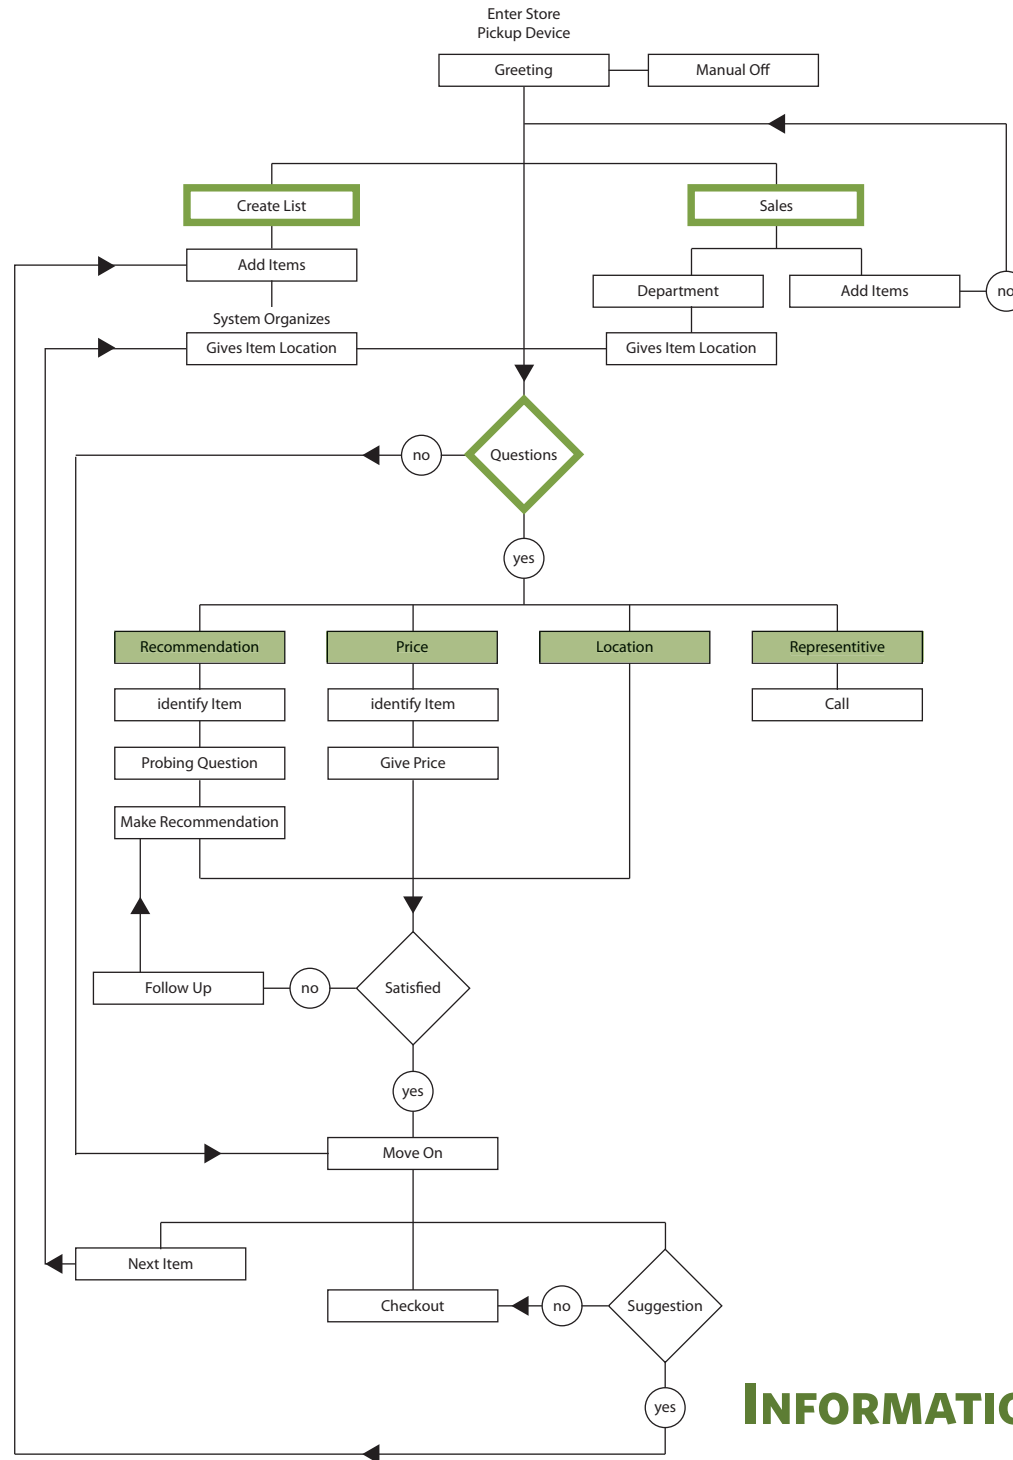 Enter Store
Pickup Device
Greeting
Manual Off
Create List
Sales
Add Items
Department
Add Items
no
System Organizes
Gives Item Location
Gives Item Location
no
Questions
yes
Recommendation
Price
Location
Representitive
identify Item
identify Item
Call
Probing Question
Give Price
Make Recommendation
Follow Up
no
Satisfied
yes
Move On
Next Item
Checkout
no
Suggestion
yes